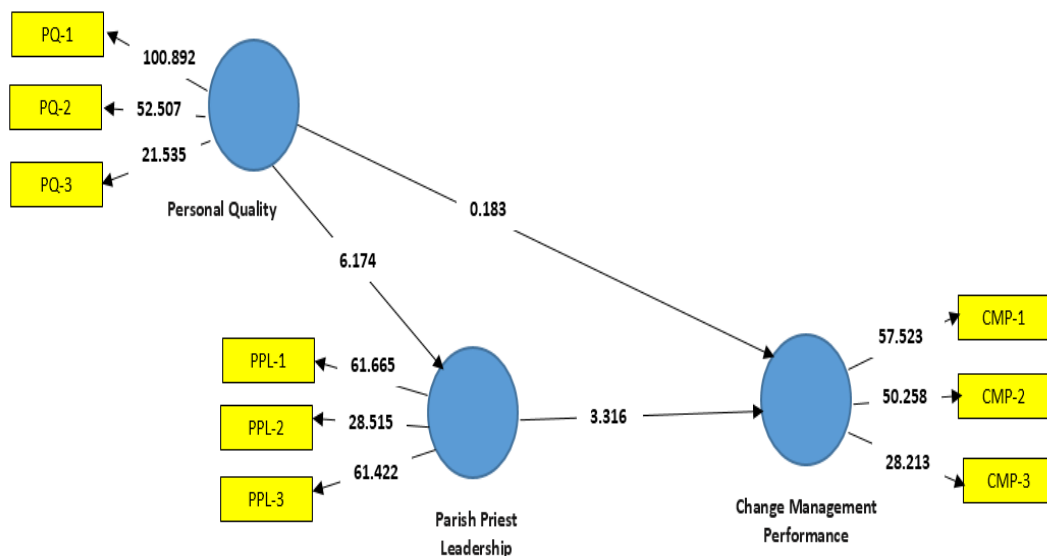 PQ-1
100.892
PQ-2
52.507
PQ-3
21.535
Personal Quality
0.183
6.174
PPL-1
61.665
PPL-2
28.515
PPL-3
61.422
Parish Priest
Leadership
3.316
CMP-1
57.523
CMP-2
50.258
CMP-3
28.213
Change Management
Performance